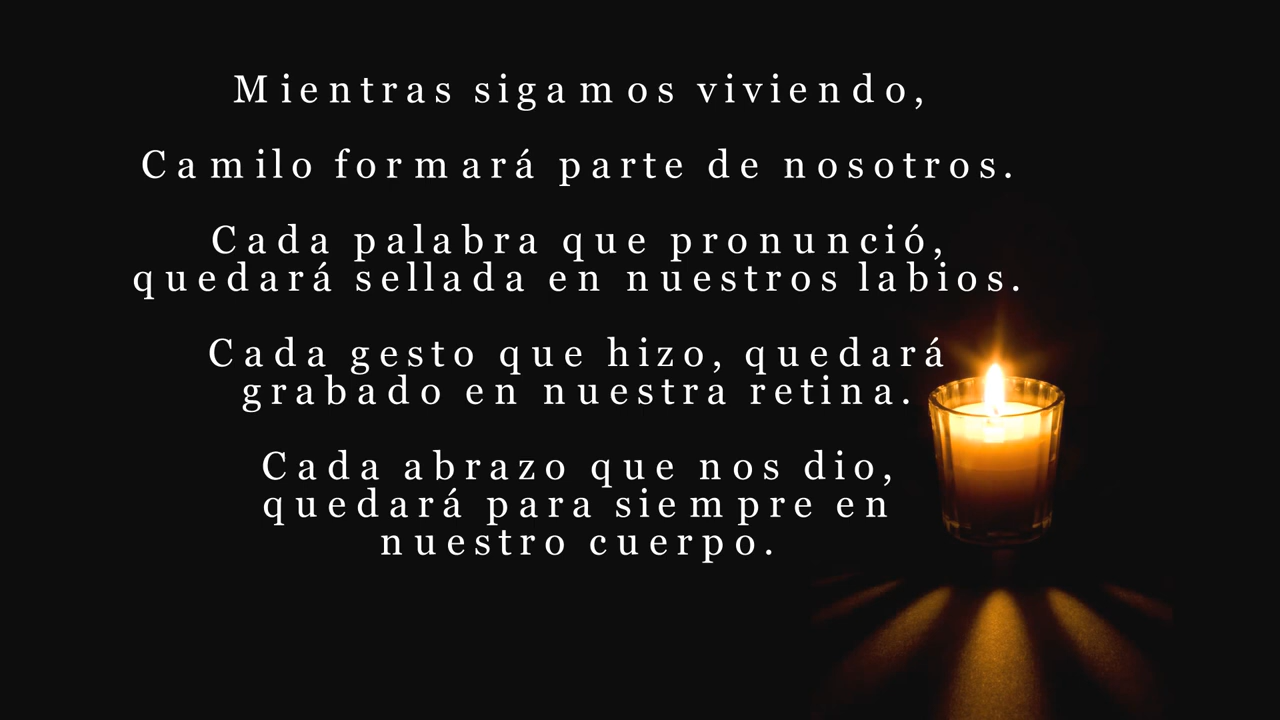 Mientras sigamos viviendo,
Camilo formará parte de nosotros.
Cada palabra que pronunció,
quedará sellada en nuestros labios.
Cada gesto que hizo, quedará
grabado en nuestra retina.
Cada abrazo que nos dio,
quedará para siempre en
nuestro cuerpo.